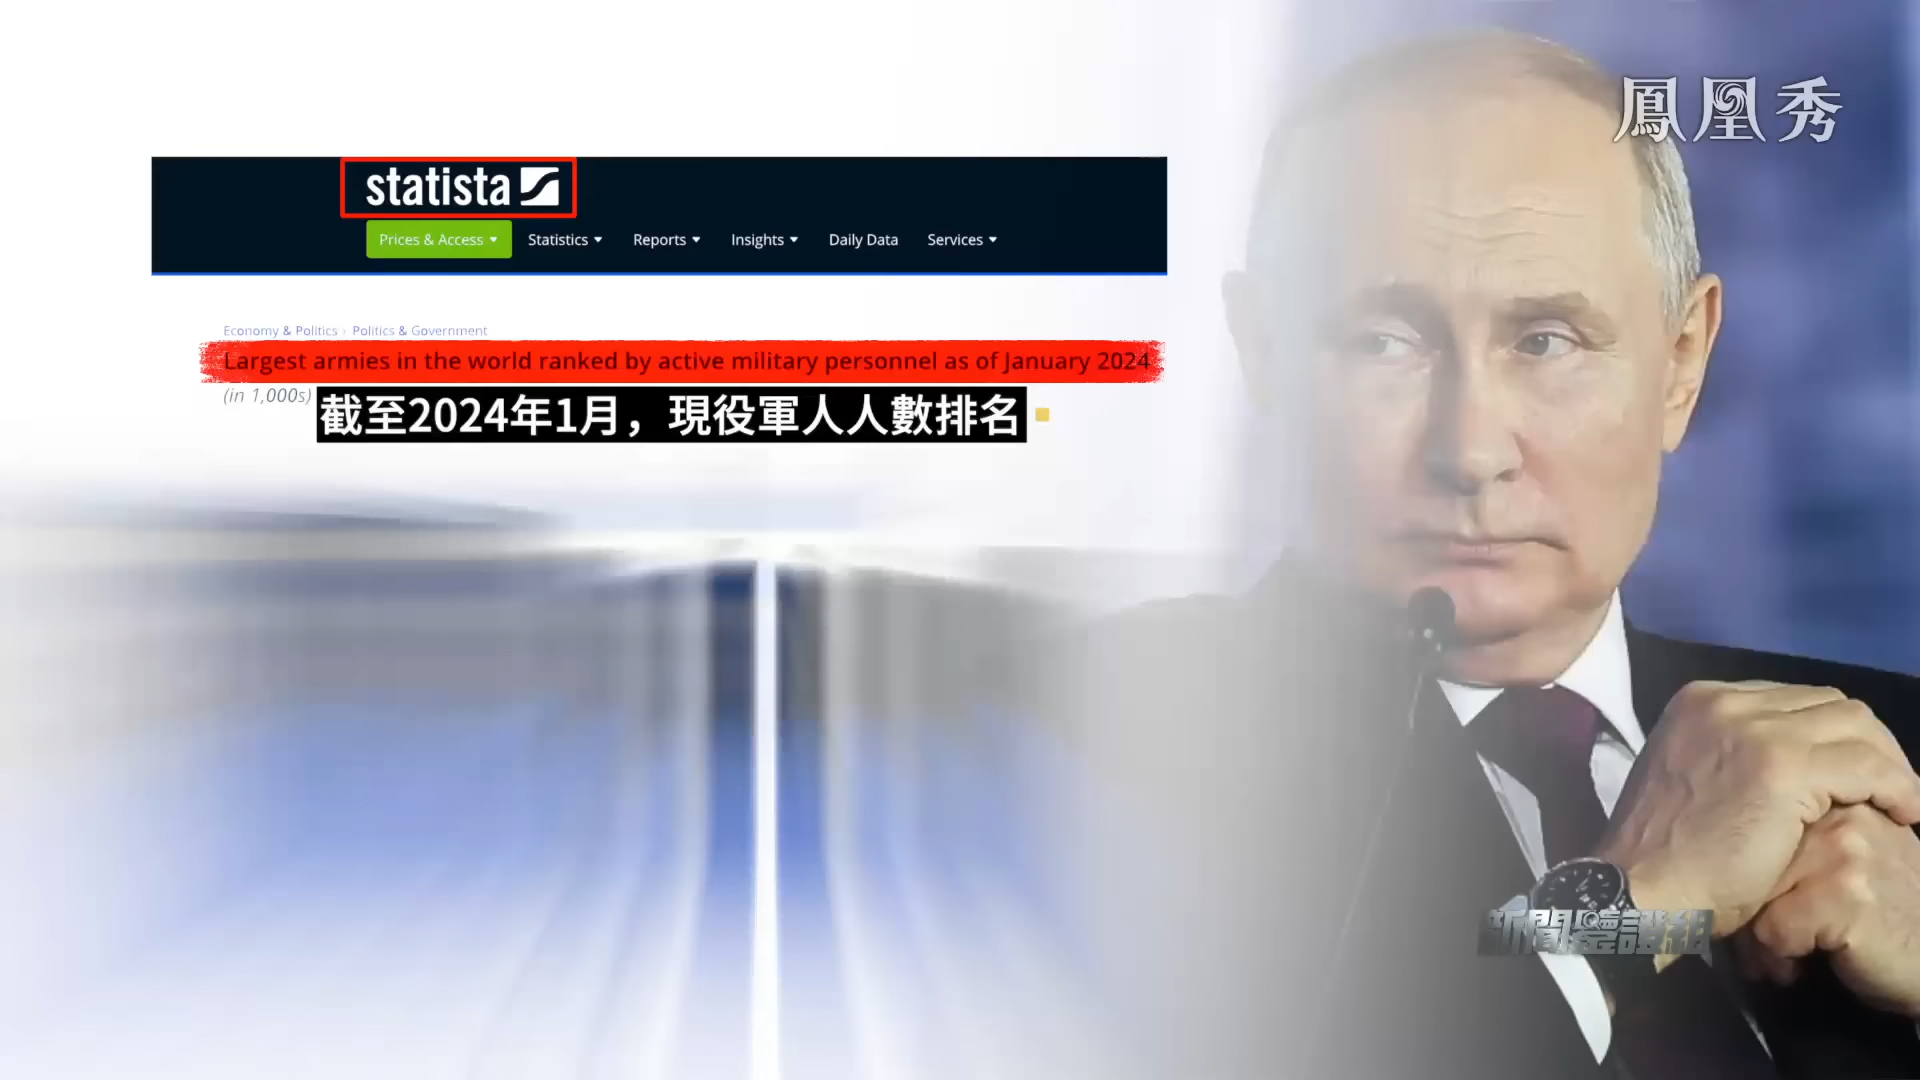 鳳凰秀
statista
Prices & Access Statistics Reports Insights Daily Data Services
Economy & Politics › Politics & Government
Largest armies in the world ranked by active military personnel as of January 2024
(in 1,000s)
截至2024年1月，現役軍人人數排名
新聞鑒證組